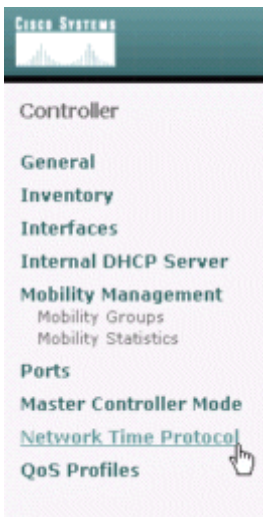 CISCO SYSTEMS
Controller
General
Inventory
Interfaces
Internal DHCP Server
Mobility Management
Mobility Groups
Mobility Statistics
Ports
Master Controller Mode
Network Time Protocol
QoS Profiles